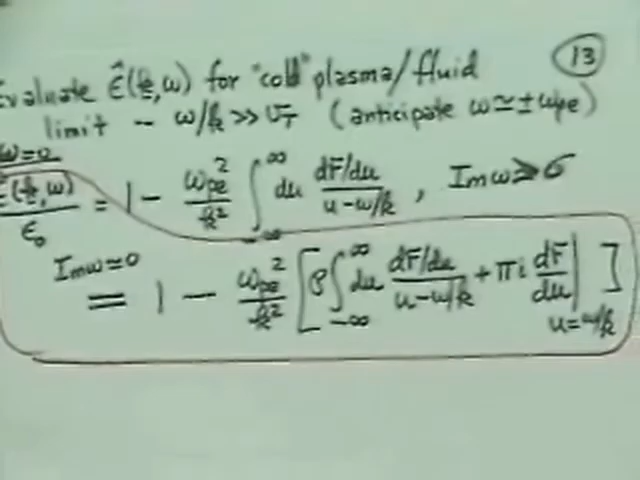 13
Evaluate ε̂(k, ω) for "cold" plasma/fluid
limit - ω/k >> v_T (anticipate ω ≃ ± ω_pe)
ω=0
ε̂(k, ω)/ε₀ = 1 - ω_pe²/k² ∫_{-∞}^{∞} du (dF/du)/(u - ω/k) , Im ω > σ
Im ω ≃ 0
= 1 - ω_pe²/k² [ P ∫_{-∞}^{∞} du (dF/du)/(u - ω/k) + πi dF/du |_{u=ω/k} ]